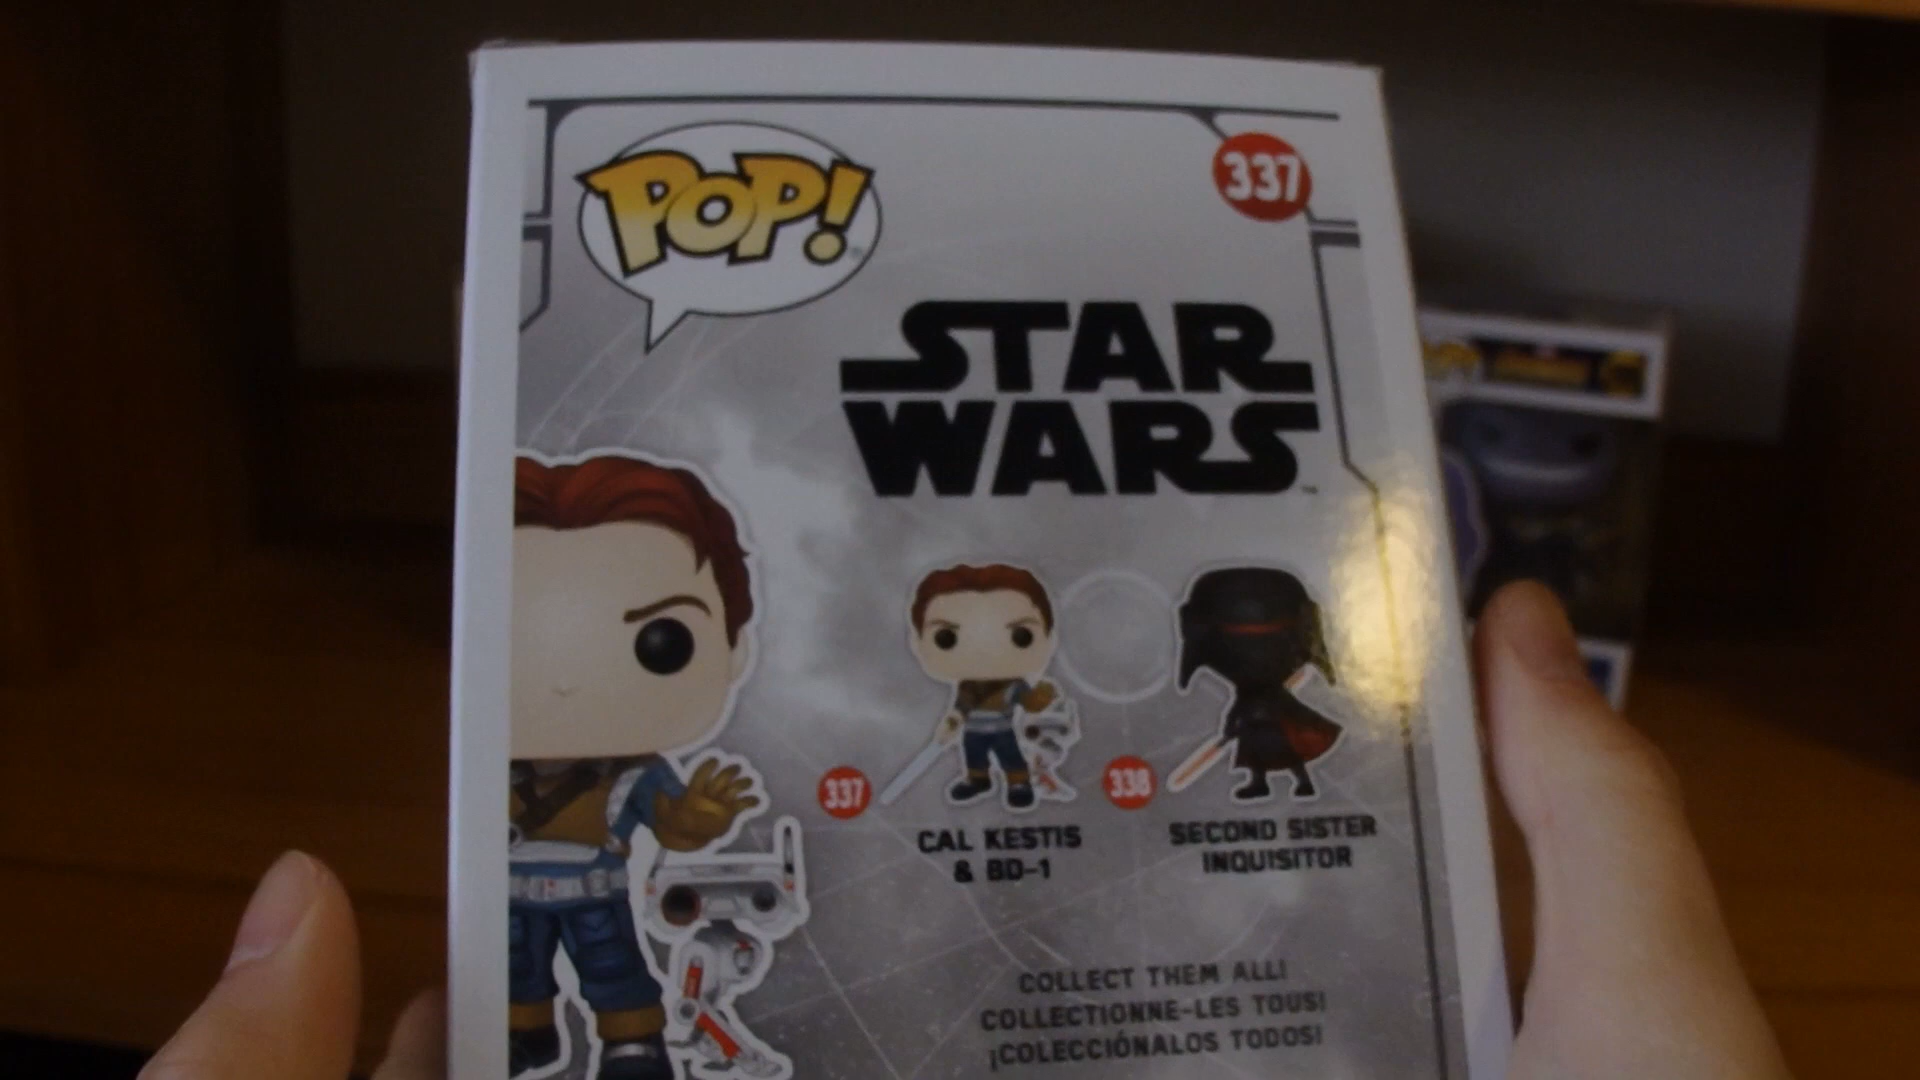 POP!
337
STAR
WARS
™
337
CAL KESTIS
& BD-1
338
SECOND SISTER
INQUISITOR
COLLECT THEM ALL!
COLLECTIONNE-LES TOUS!
¡COLECCIÓNALOS TODOS!